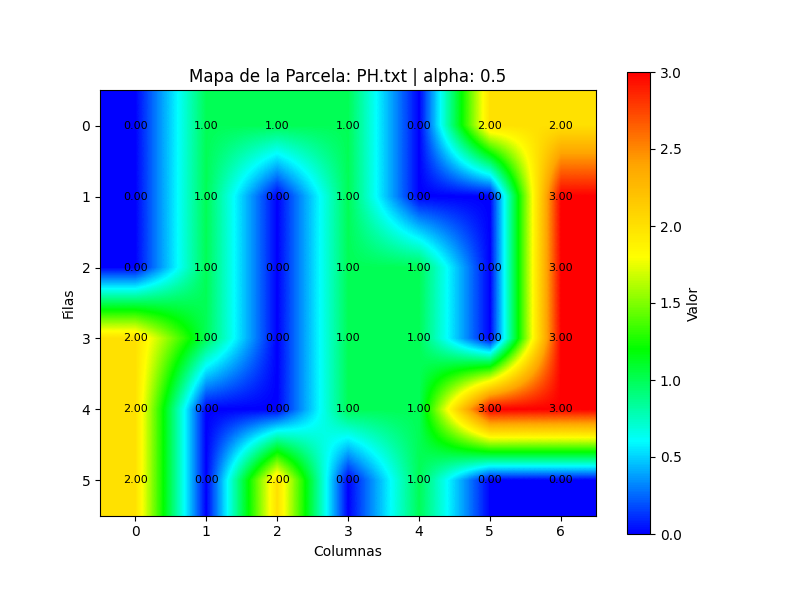 Mapa de la Parcela: PH.txt | alpha: 0.5
3.0
0 0.00 1.00 1.00 1.00 0.00 2.00 2.00
2.5
1 0.00 1.00 0.00 1.00 0.00 0.00 3.00
2.0
2 0.00 1.00 0.00 1.00 1.00 0.00 3.00
Filas
1.5
Valor
3 2.00 1.00 0.00 1.00 1.00 0.00 3.00
1.0
4 2.00 0.00 0.00 1.00 1.00 3.00 3.00
0.5
5 2.00 0.00 2.00 0.00 1.00 0.00 0.00
0.0
0 1 2 3 4 5 6
Columnas